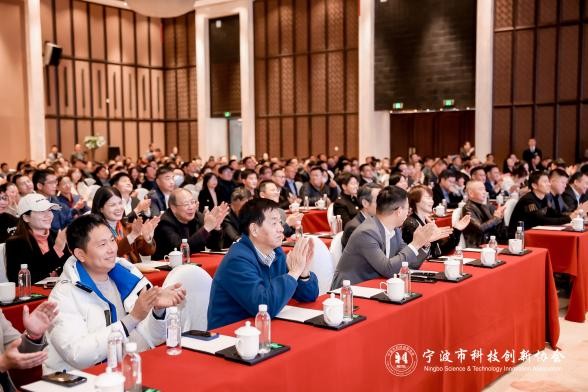 宁波市科技创新协会
Ningbo Science & Technology Innovation Association